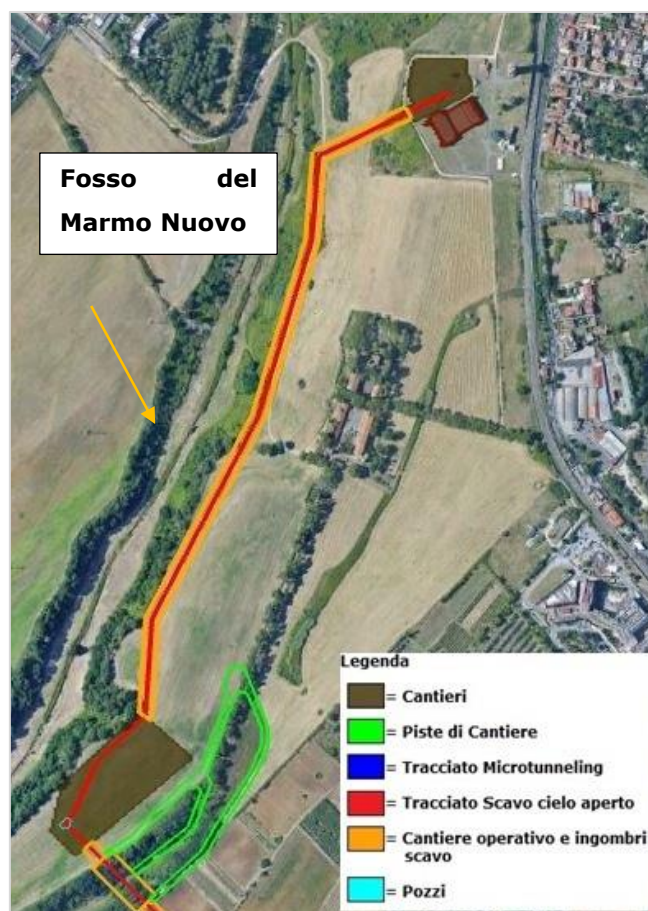 Fosso del
Marmo Nuovo
Legenda
= Cantieri
= Piste di Cantiere
= Tracciato Microtunneling
= Tracciato Scavo cielo aperto
= Cantiere operativo e ingombri
scavo
= Pozzi